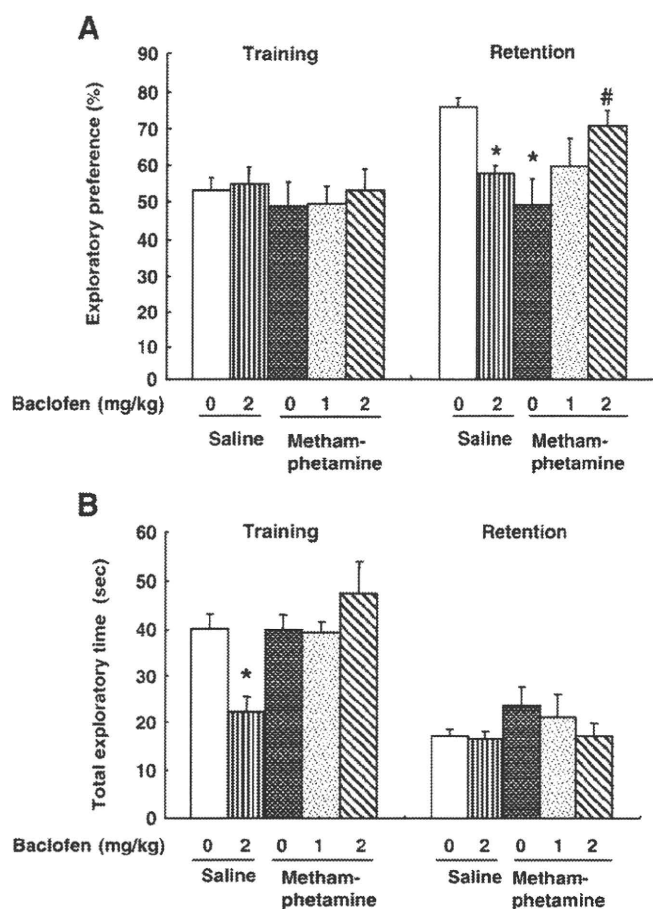 A
Training Retention
Exploratory preference (%)
90
80
70
60
50
40
30
20
10
0
* * #
Baclofen (mg/kg) 0 2 0 1 2 0 2 0 1 2
Saline Metham-phetamine Saline Metham-phetamine
B
Training Retention
Total exploratory time (sec)
60
50
40
30
20
10
0
*
Baclofen (mg/kg) 0 2 0 1 2 0 2 0 1 2
Saline Metham-phetamine Saline Metham-phetamine